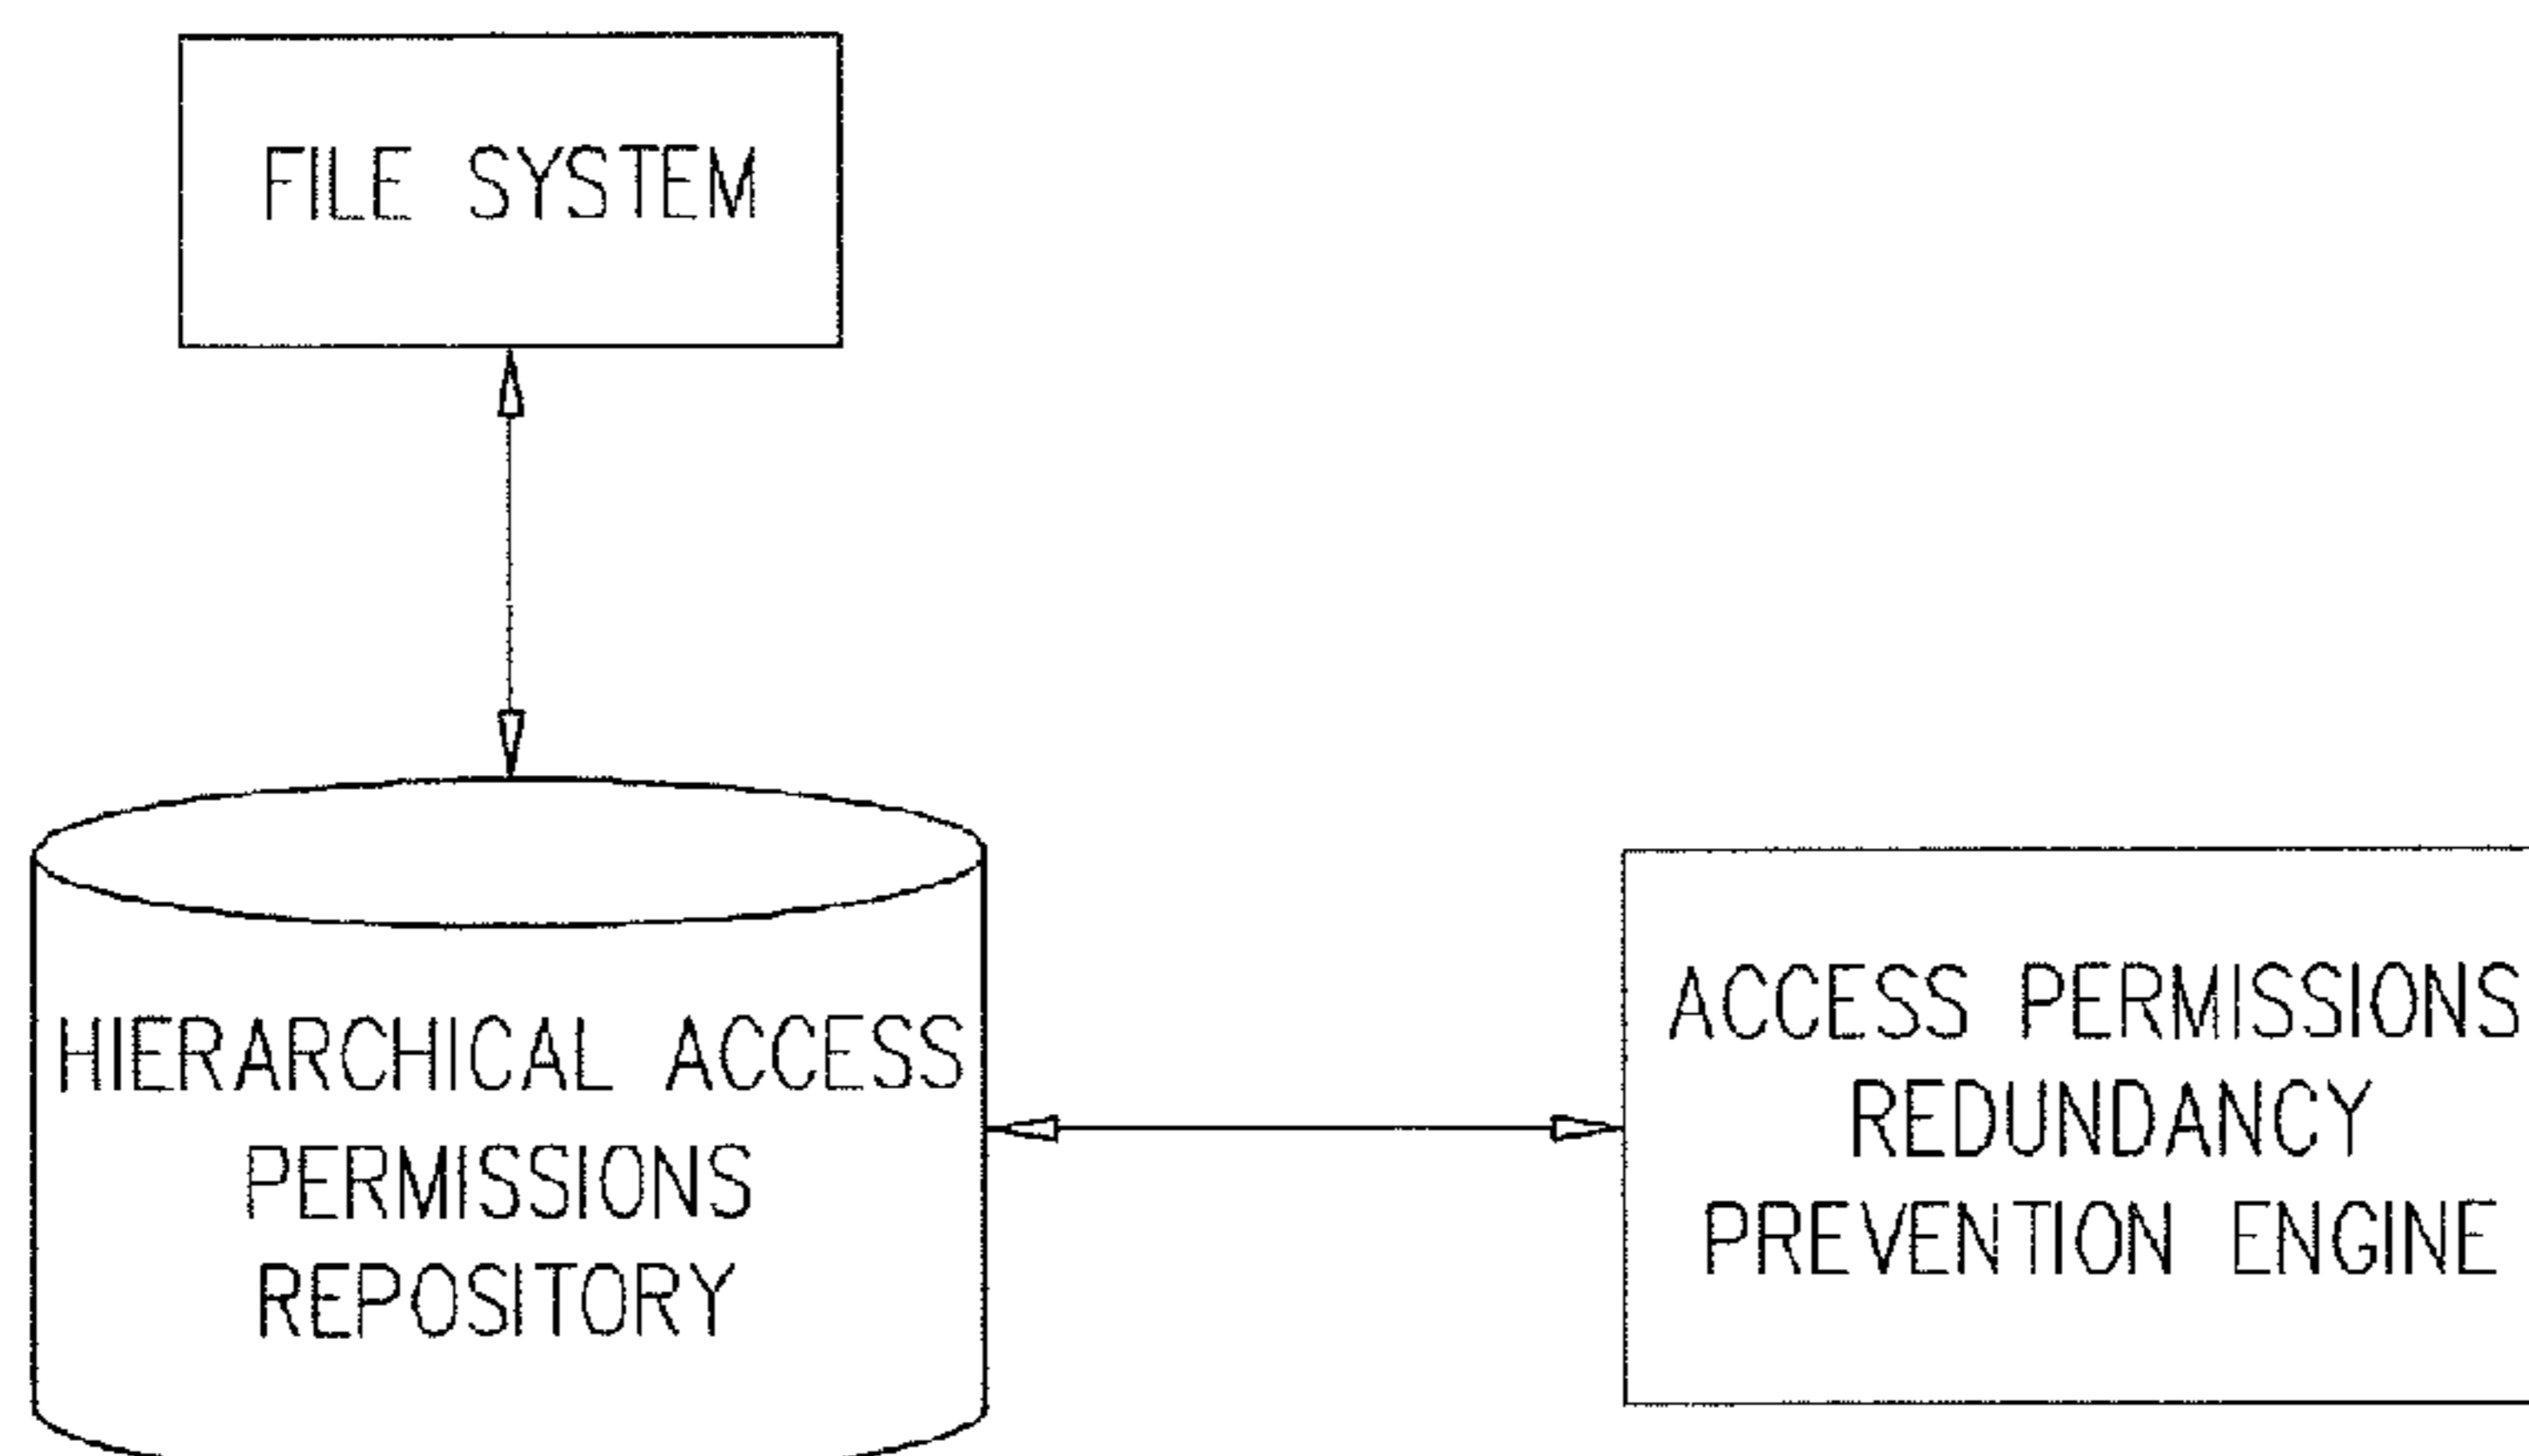 FILE SYSTEM
HIERARCHICAL ACCESS
PERMISSIONS
REPOSITORY
ACCESS PERMISSIONS
REDUNDANCY
PREVENTION ENGINE